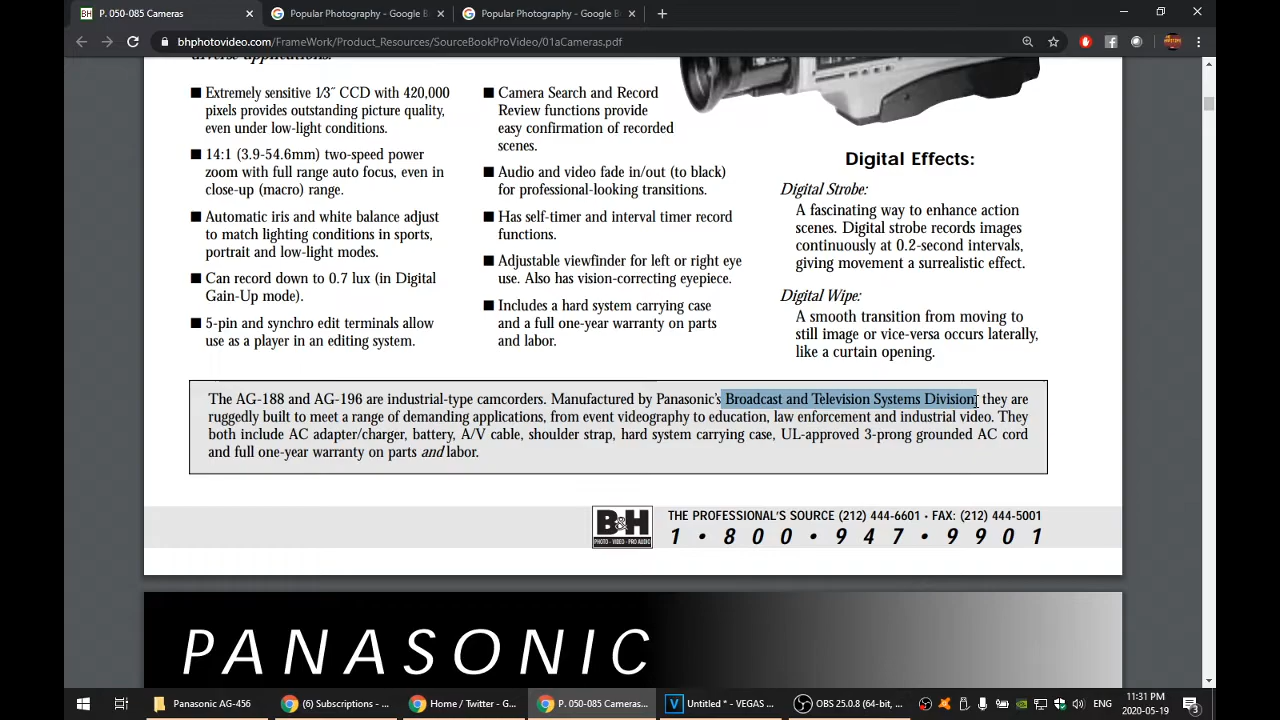 P. 050-085 Cameras
Popular Photography - Google B
Popular Photography - Google B
bhphotovideo.com/FrameWork/Product_Resources/SourceBookProVideo/01aCameras.pdf
diverse applications.
■ Extremely sensitive 1/3″ CCD with 420,000
pixels provides outstanding picture quality,
even under low-light conditions.
■ 14:1 (3.9-54.6mm) two-speed power
zoom with full range auto focus, even in
close-up (macro) range.
■ Automatic iris and white balance adjust
to match lighting conditions in sports,
portrait and low-light modes.
■ Can record down to 0.7 lux (in Digital
Gain-Up mode).
■ 5-pin and synchro edit terminals allow
use as a player in an editing system.
■ Camera Search and Record
Review functions provide
easy confirmation of recorded
scenes.
■ Audio and video fade in/out (to black)
for professional-looking transitions.
■ Has self-timer and interval timer record
functions.
■ Adjustable viewfinder for left or right eye
use. Also has vision-correcting eyepiece.
■ Includes a hard system carrying case
and a full one-year warranty on parts
and labor.
Digital Effects:
Digital Strobe:
A fascinating way to enhance action
scenes. Digital strobe records images
continuously at 0.2-second intervals,
giving movement a surrealistic effect.
Digital Wipe:
A smooth transition from moving to
still image or vice-versa occurs laterally,
like a curtain opening.
The AG-188 and AG-196 are industrial-type camcorders. Manufactured by Panasonic's Broadcast and Television Systems Division, they are
ruggedly built to meet a range of demanding applications, from event videography to education, law enforcement and industrial video. They
both include AC adapter/charger, battery, A/V cable, shoulder strap, hard system carrying case, UL-approved 3-prong grounded AC cord
and full one-year warranty on parts and labor.
B&H
PHOTO - VIDEO - PRO AUDIO
THE PROFESSIONAL'S SOURCE (212) 444-6601 • FAX: (212) 444-5001
1 • 800 • 947 • 9901
PANASONIC
Panasonic AG-456
(6) Subscriptions - ...
Home / Twitter - G...
P. 050-085 Cameras...
Untitled * - VEGAS ...
OBS 25.0.8 (64-bit, ...
ENG
11:31 PM
2020-05-19
3